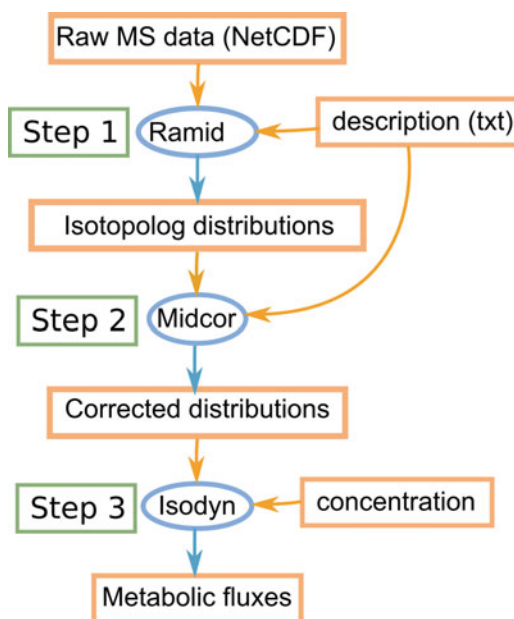 Raw MS data (NetCDF)
Step 1
Ramid
description (txt)
Isotopolog distributions
Step 2
Midcor
Corrected distributions
Step 3
Isodyn
concentration
Metabolic fluxes